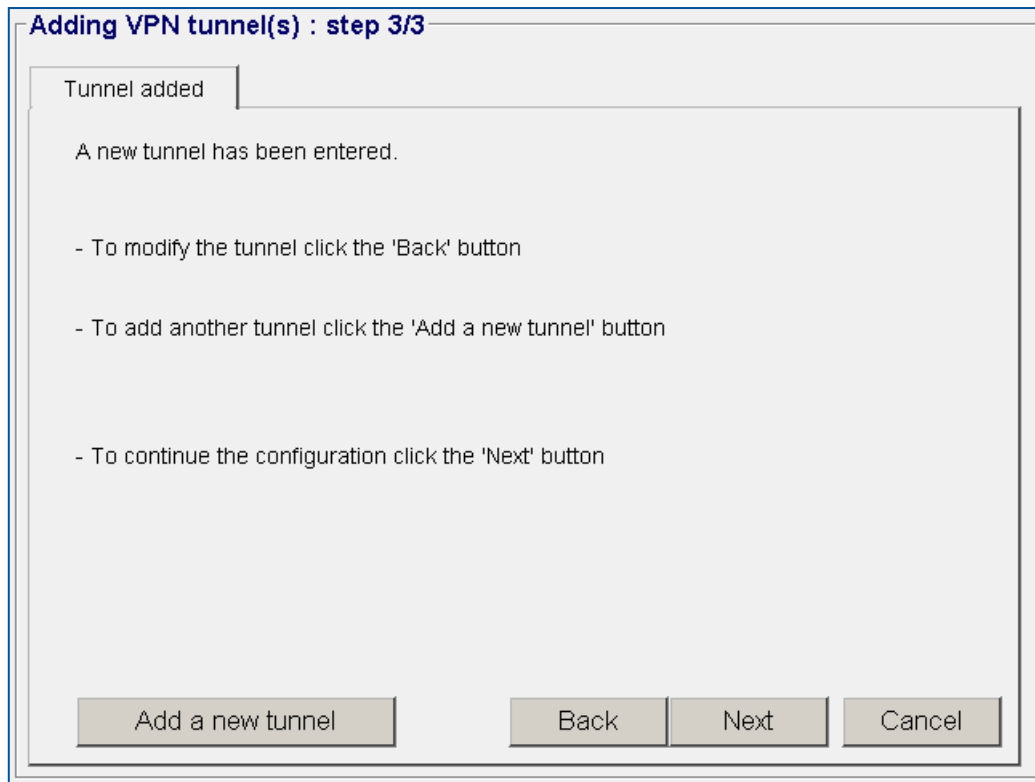 Adding VPN tunnel(s) : step 3/3
Tunnel added
A new tunnel has been entered.
- To modify the tunnel click the 'Back' button
- To add another tunnel click the 'Add a new tunnel' button
- To continue the configuration click the 'Next' button
Add a new tunnel Back Next Cancel